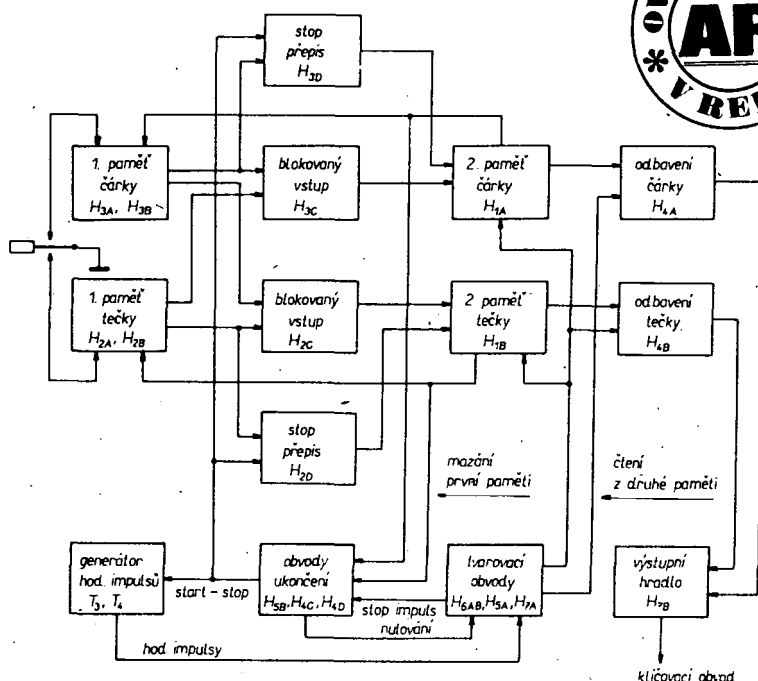 stop
přepis
H3D
AR
V REV
1. paměť
čárky
H3A, H3B
blokovaný
vstup
H3C
2. paměť
čárky
H1A
odbavení
čárky
H4A
1. paměť
tečky
H2A, H2B
blokovaný
vstup
H2C
2 paměť
tečky
H1B
odbavení
tečky
H4B
stop
přepis
H2D
mazání
první paměti
čtení
z druhé paměti
generátor
hod. impulsů
T3, T4
start – stop
obvody
ukončení
H5B, H4C, H4D
stop impuls
nulování
tvarovací
obvody
H6AB, H5A, H7A
výstupní
hradlo
H7B
hod. impulsy
klíčovací obvod